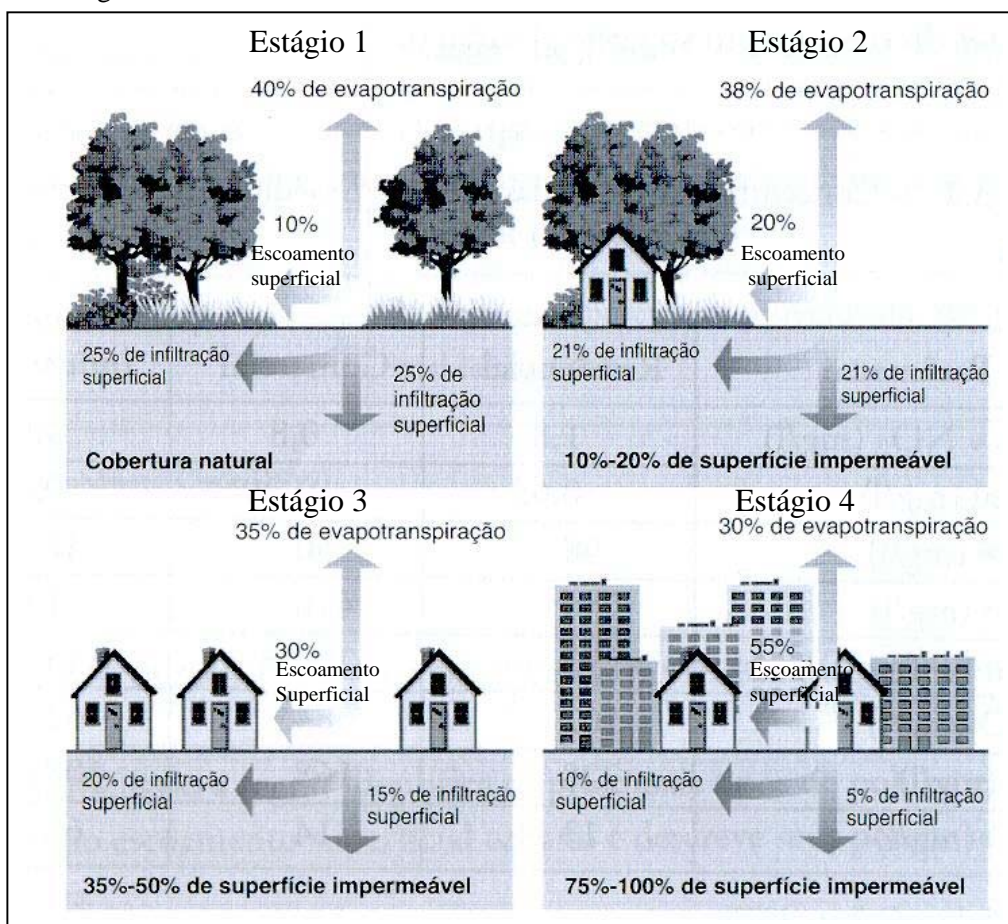 Estágio 1
40% de evapotranspiração
10%
Escoamento
superficial
25% de infiltração
superficial
25% de
infiltração
superficial
Cobertura natural
Estágio 2
38% de evapotranspiração
20%
Escoamento
superficial
21% de infiltração
superficial
21% de infiltração
superficial
10%-20% de superfície impermeável
Estágio 3
35% de evapotranspiração
30%
Escoamento
Superficial
20% de infiltração
superficial
15% de infiltração
superficial
35%-50% de superfície impermeável
Estágio 4
30% de evapotranspiração
55%
Escoamento
superficial
10% de infiltração
superficial
5% de infiltração
superficial
75%-100% de superfície impermeável